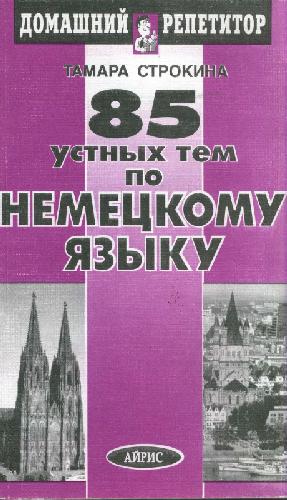 ДОМАШНИЙ РЕПЕТИТОР
ТАМАРА СТРОКИНА
85
УСТНЫХ ТЕМ
ПО
НЕМЕЦКОМУ
ЯЗЫКУ
АЙРИС